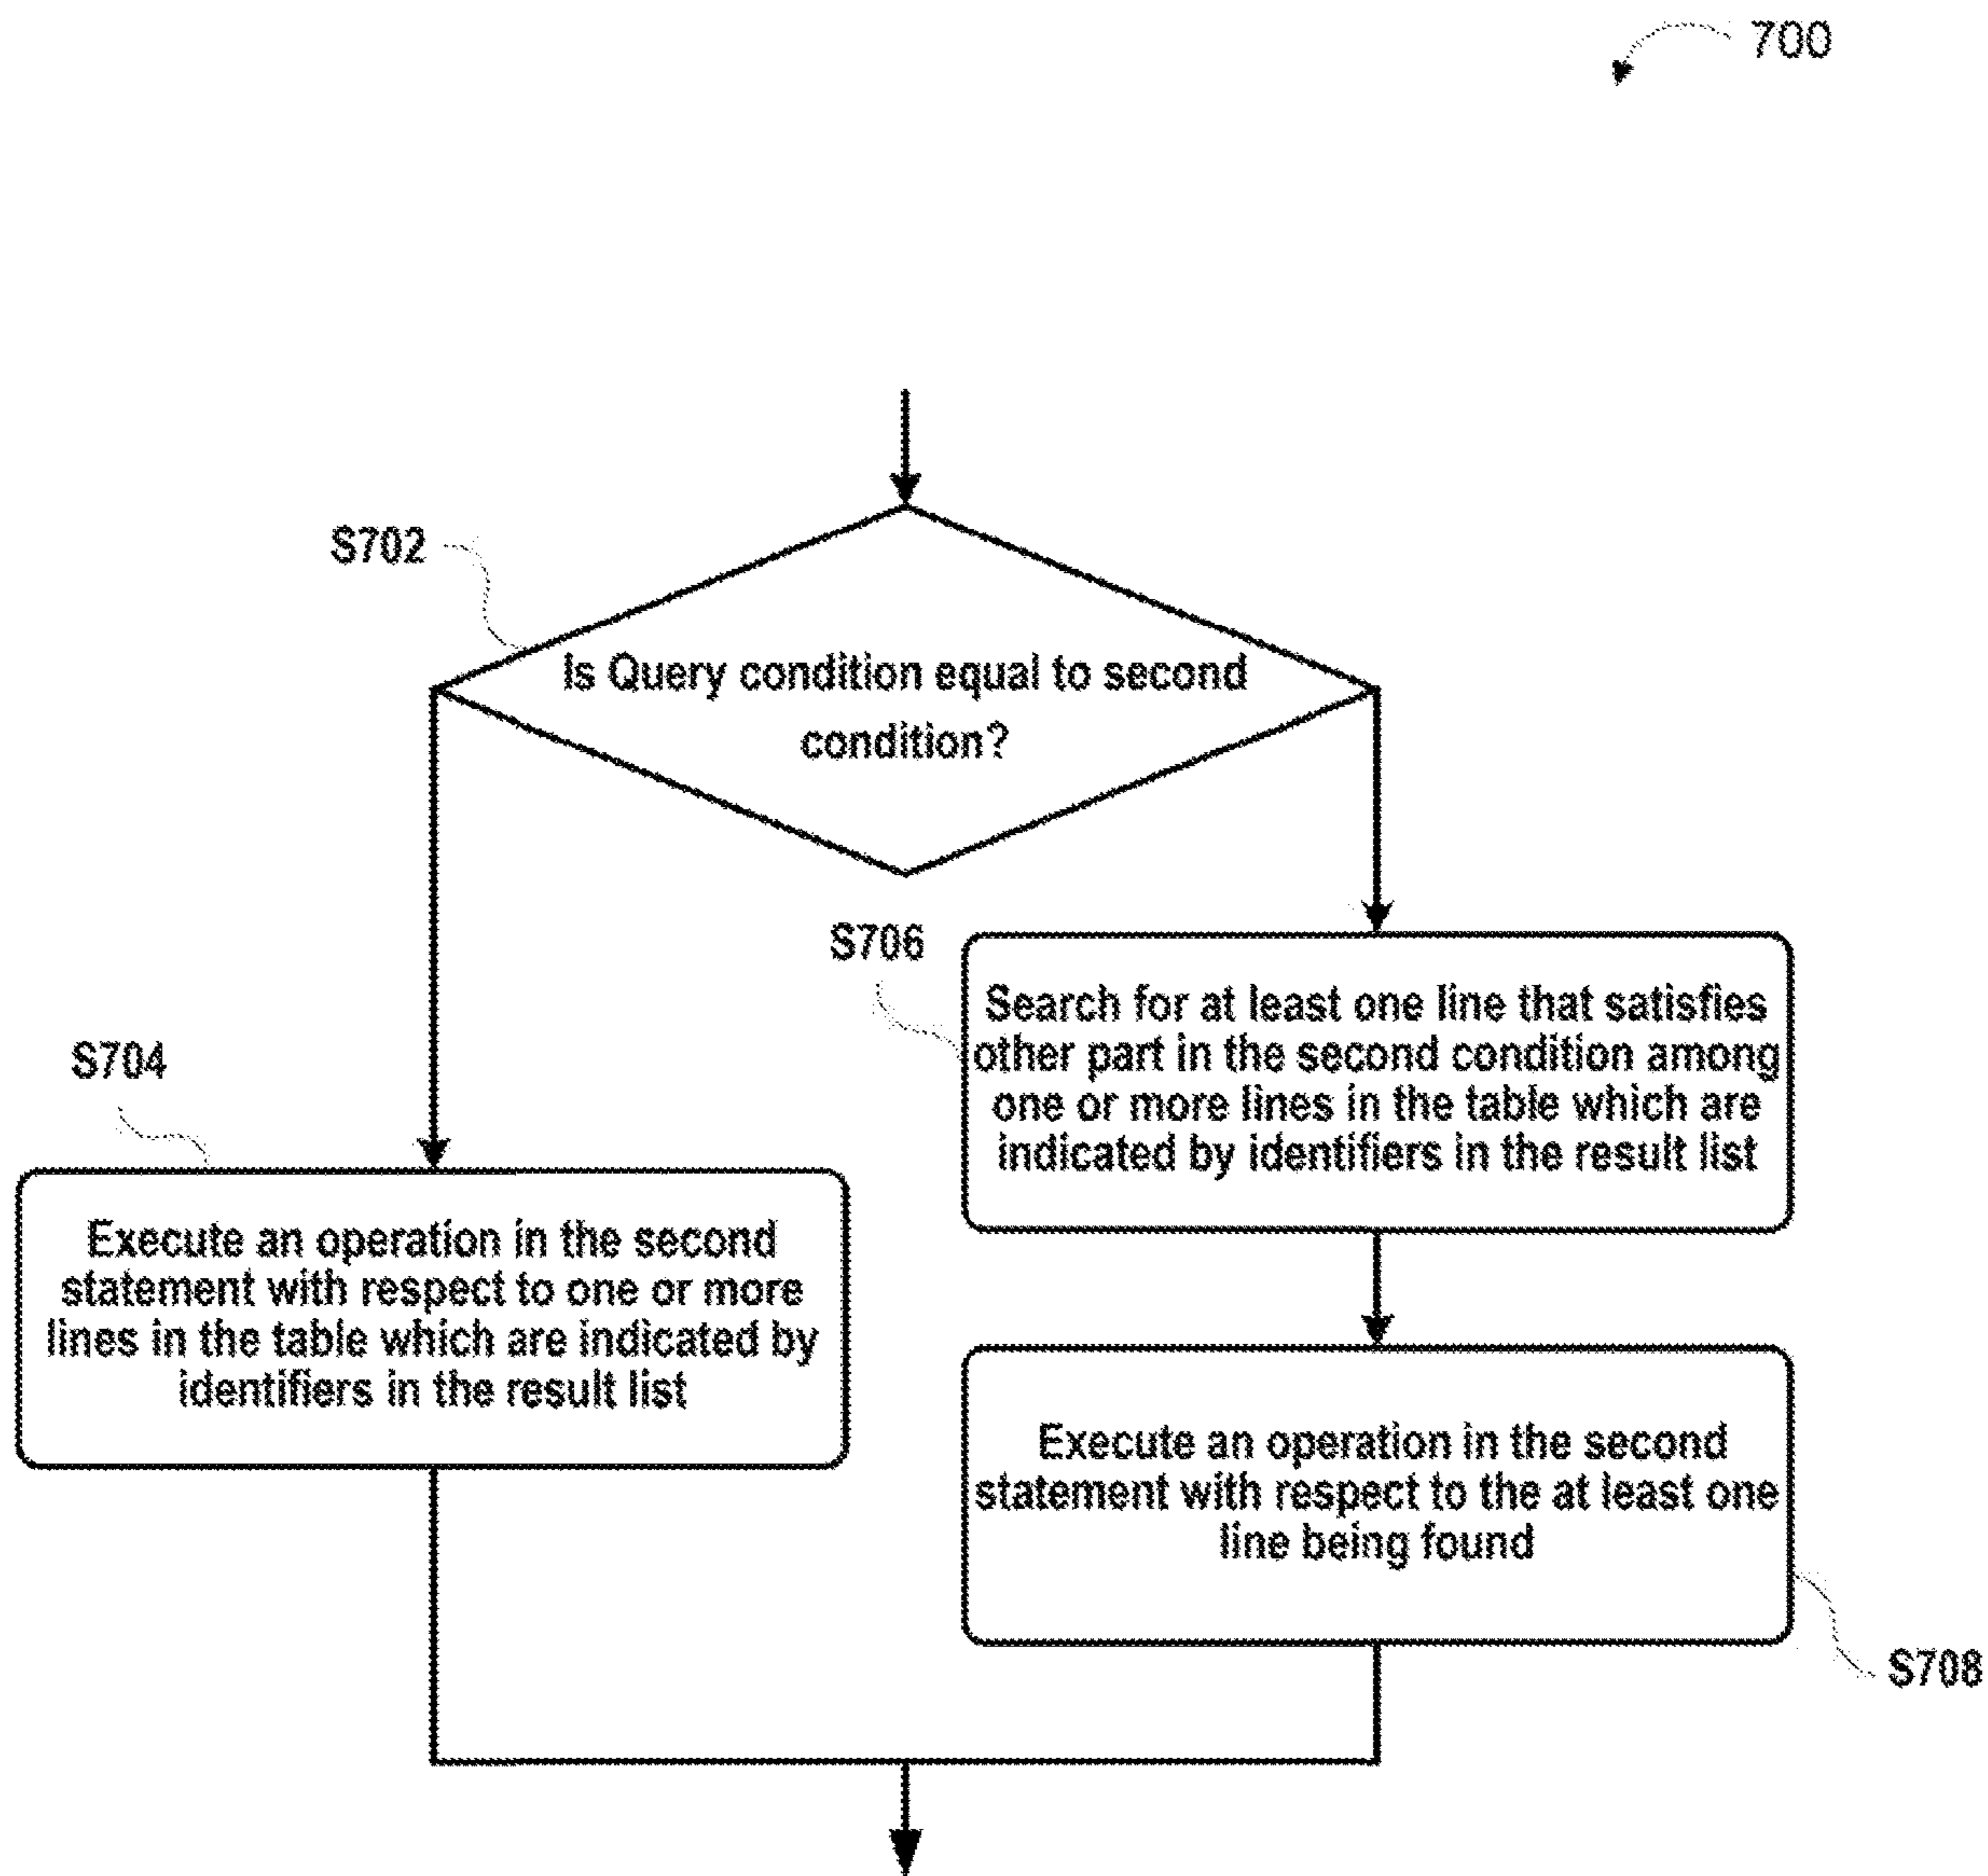 700
S702
Is Query condition equal to second
condition?
S706
Search for at least one line that satisfies
other part in the second condition among
one or more lines in the table which are
indicated by identifiers in the result list
S704
Execute an operation in the second
statement with respect to one or more
lines in the table which are indicated by
identifiers in the result list
Execute an operation in the second
statement with respect to the at least one
line being found
S708